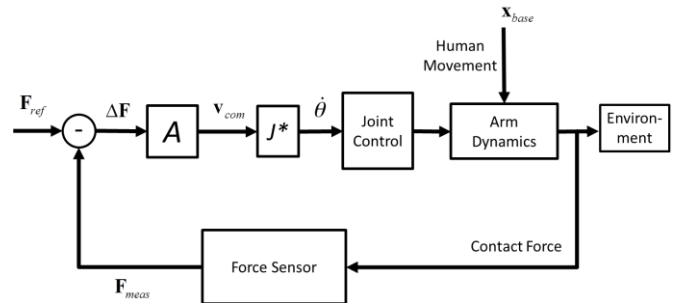 x_base
Human
Movement
F_ref
-
ΔF
A
v_com
J*
θ̇
Joint
Control
Arm
Dynamics
Environ-
ment
Contact Force
Force Sensor
F_meas